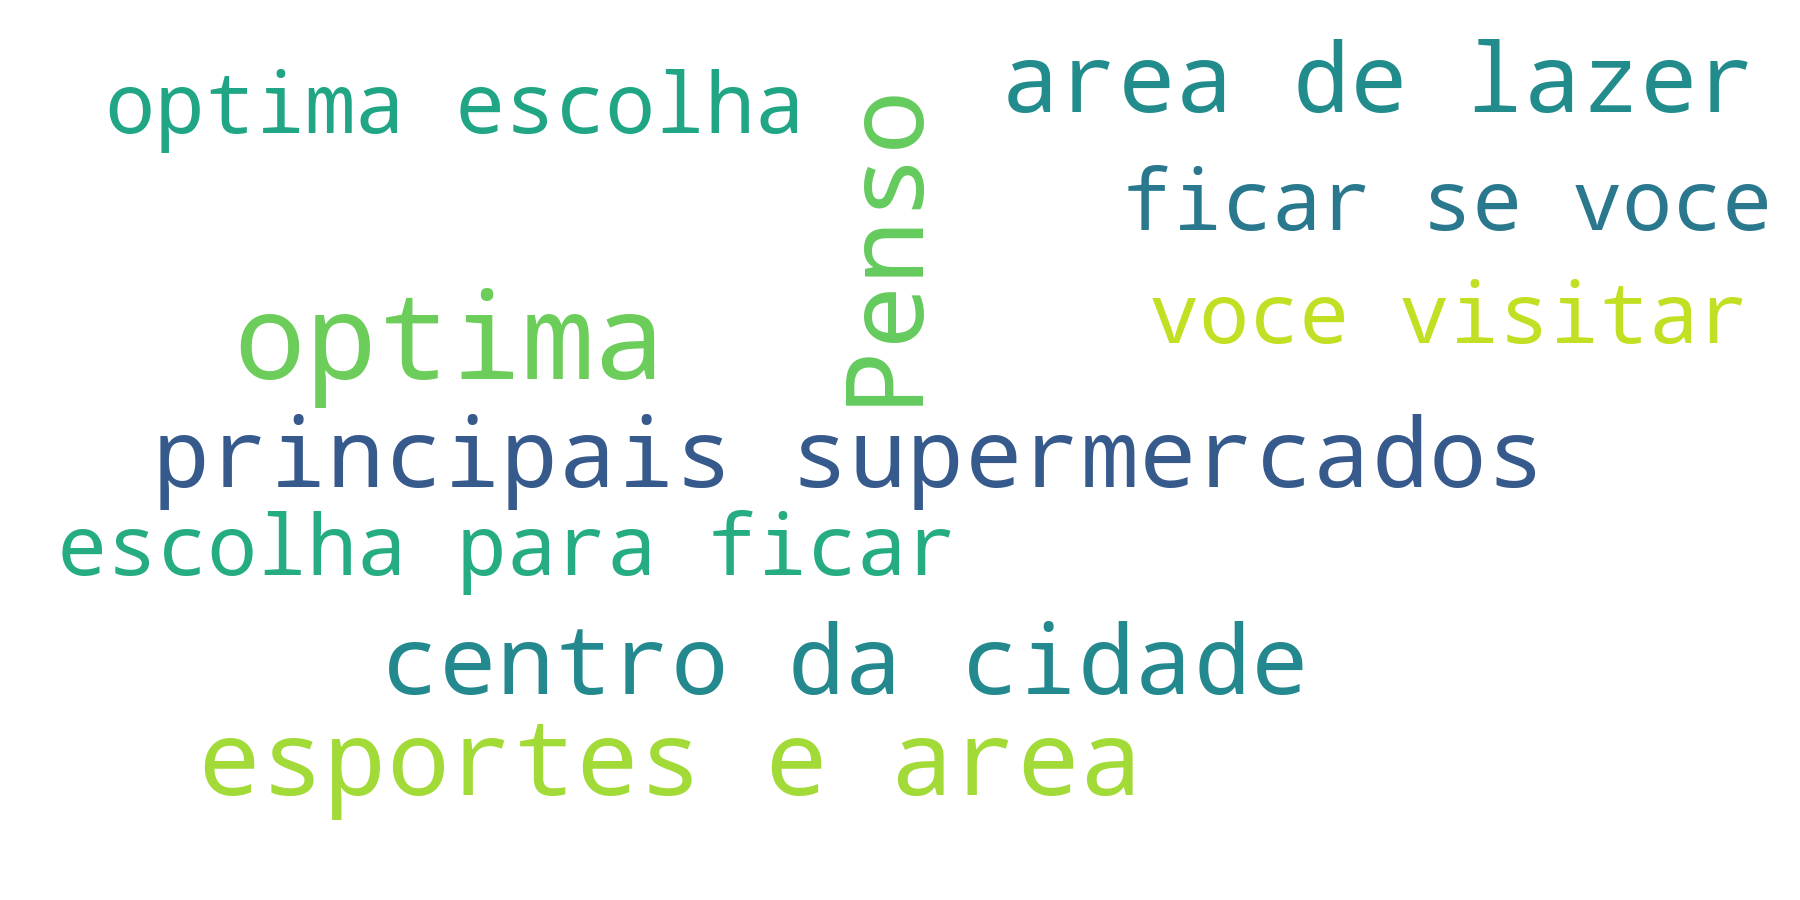 optima escolha
area de lazer
Penso
ficar se voce
voce visitar
optima
principais supermercados
escolha para ficar
centro da cidade
esportes e area